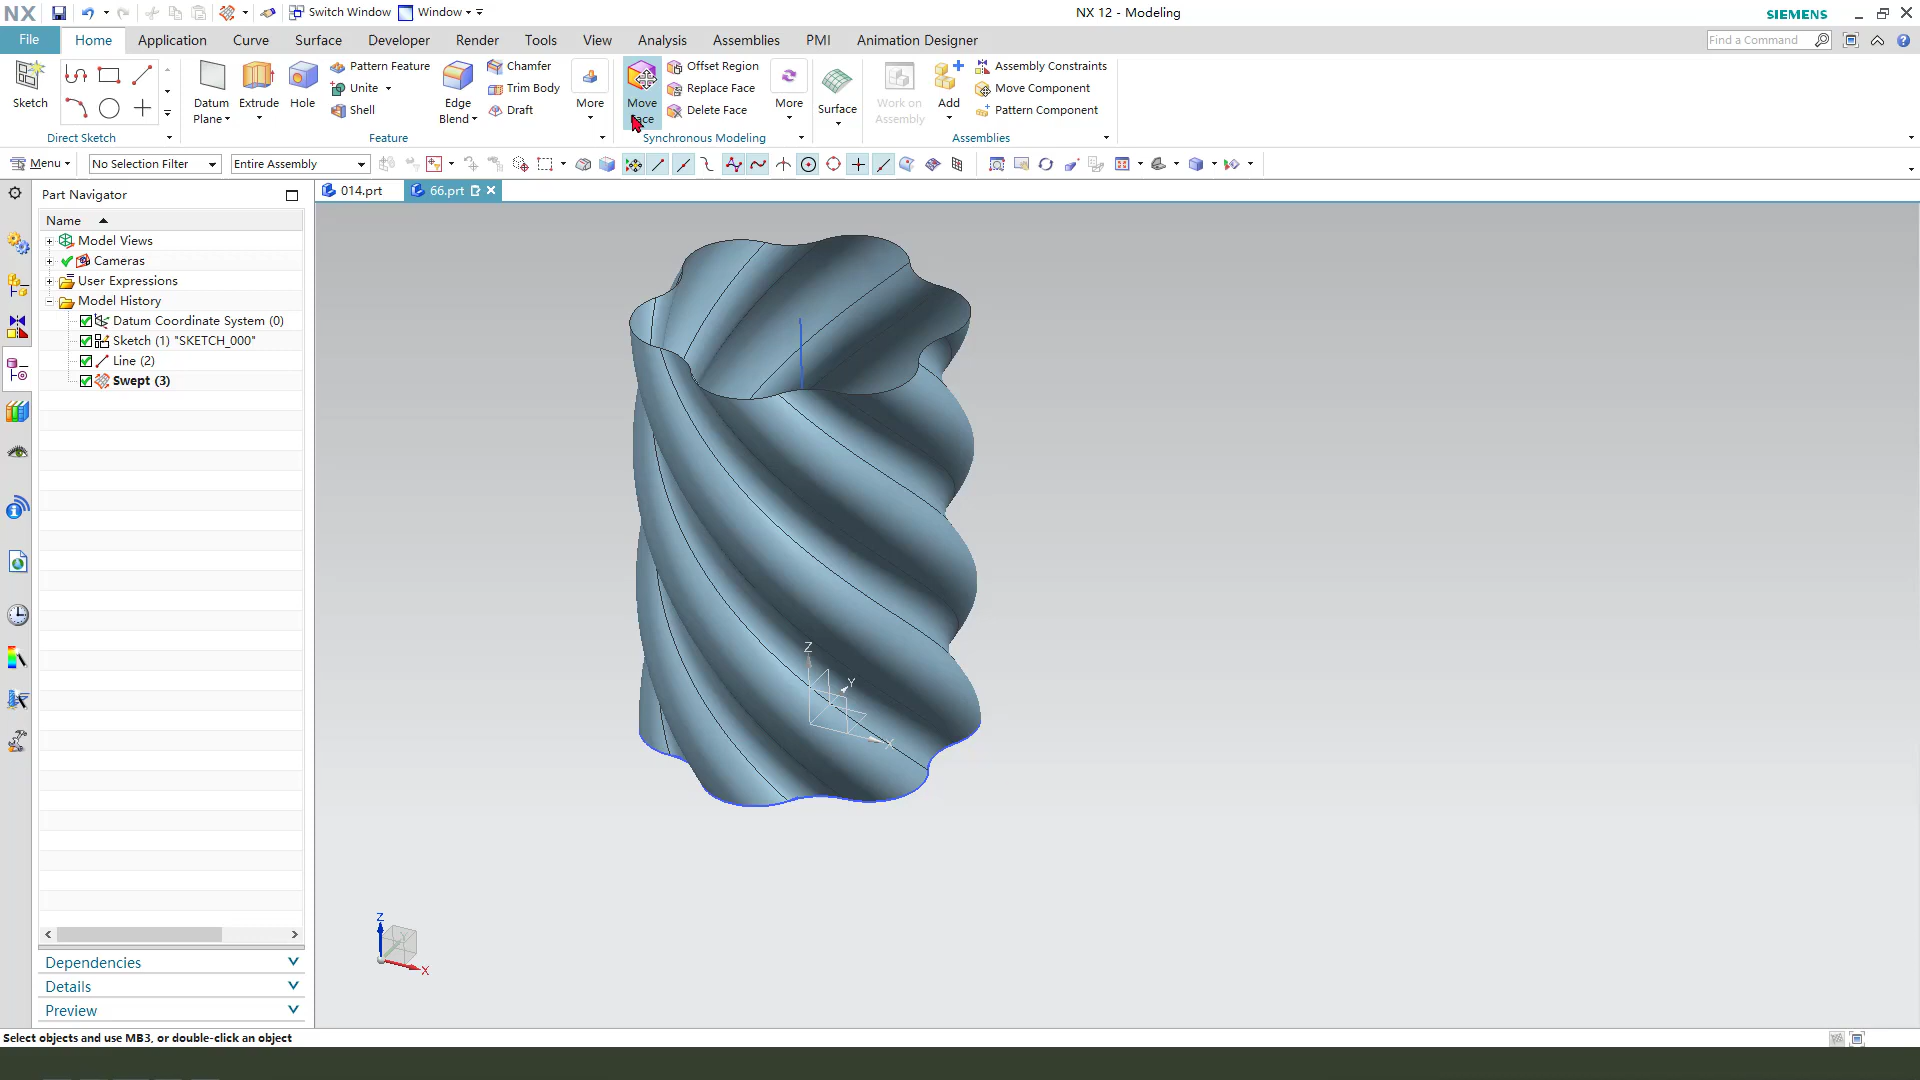 NX Switch Window Window NX 12 - Modeling SIEMENS
File Home Application Curve Surface Developer Render Tools View Analysis Assemblies PMI Animation Designer Find a Command
Sketch Datum Plane Extrude Hole Pattern Feature Unite Shell Edge Blend Chamfer Trim Body Draft More Move Face Offset Region Replace Face Delete Face More Surface Work on Assembly Add Assembly Constraints Move Component Pattern Component
Direct Sketch Feature Synchronous Modeling Assemblies
Menu No Selection Filter Entire Assembly
Part Navigator 014.prt 66.prt
Name
Model Views
Cameras
User Expressions
Model History
Datum Coordinate System (0)
Sketch (1) "SKETCH_000"
Line (2)
Swept (3)
Z
Y
X
Z
X
Dependencies
Details
Preview
Select objects and use MB3, or double-click an object